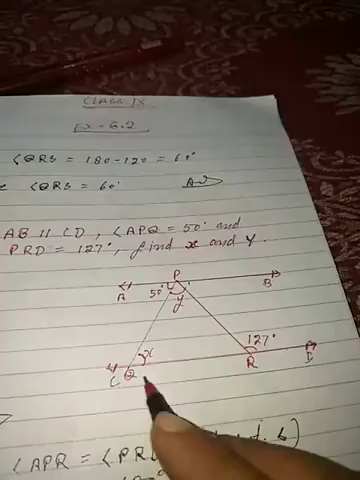 CLASS IX
EX-6.2
∠QRS = 180-120 = 60°
∠QRS = 60°
AB || CD, ∠APQ = 50° and
PRD = 127°, find x and y.
P
A
B
50°
y
127°
x
C
Q
R
D
∠APR = ∠PR